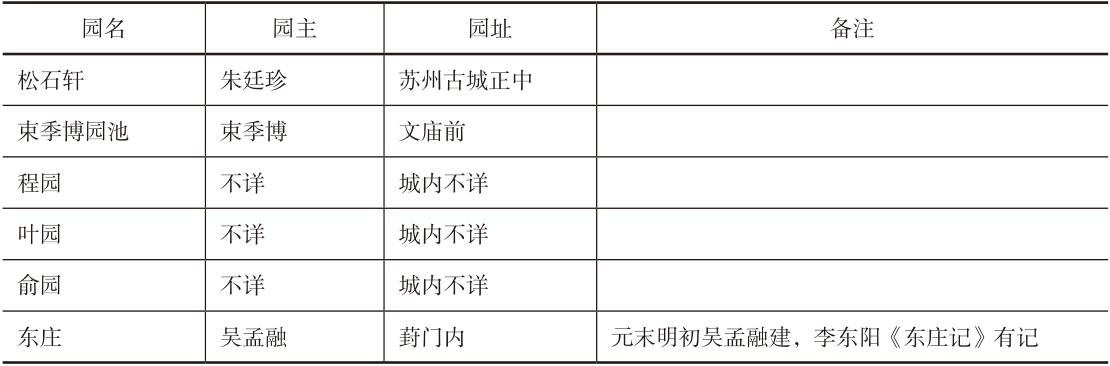 园名 园主 园址 备注
松石轩 朱廷珍 苏州古城正中
束季博园池 束季博 文庙前
程园 不详 城内不详
叶园 不详 城内不详
俞园 不详 城内不详
东庄 吴孟融 葑门内 元末明初吴孟融建，李东阳《东庄记》有记